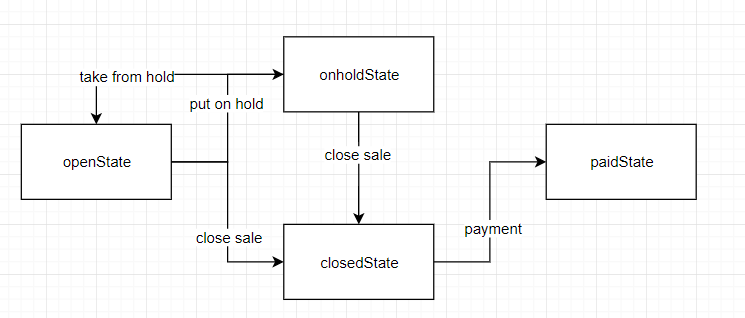 onholdState
take from hold
put on hold
openState
close sale
paidState
close sale
payment
closedState